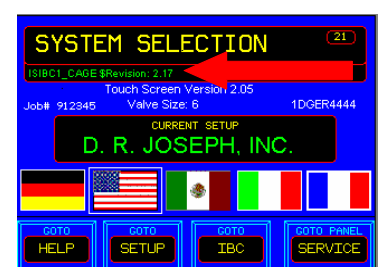 SYSTEM SELECTION
21
ISIBC1_CAGE $Revision: 2.17
Touch Screen Version 2.05
Job# 912345 Valve Size: 6 1DGER4444
CURRENT SETUP
D. R. JOSEPH, INC.
GOTO GOTO GOTO GOTO PANEL
HELP SETUP IBC SERVICE